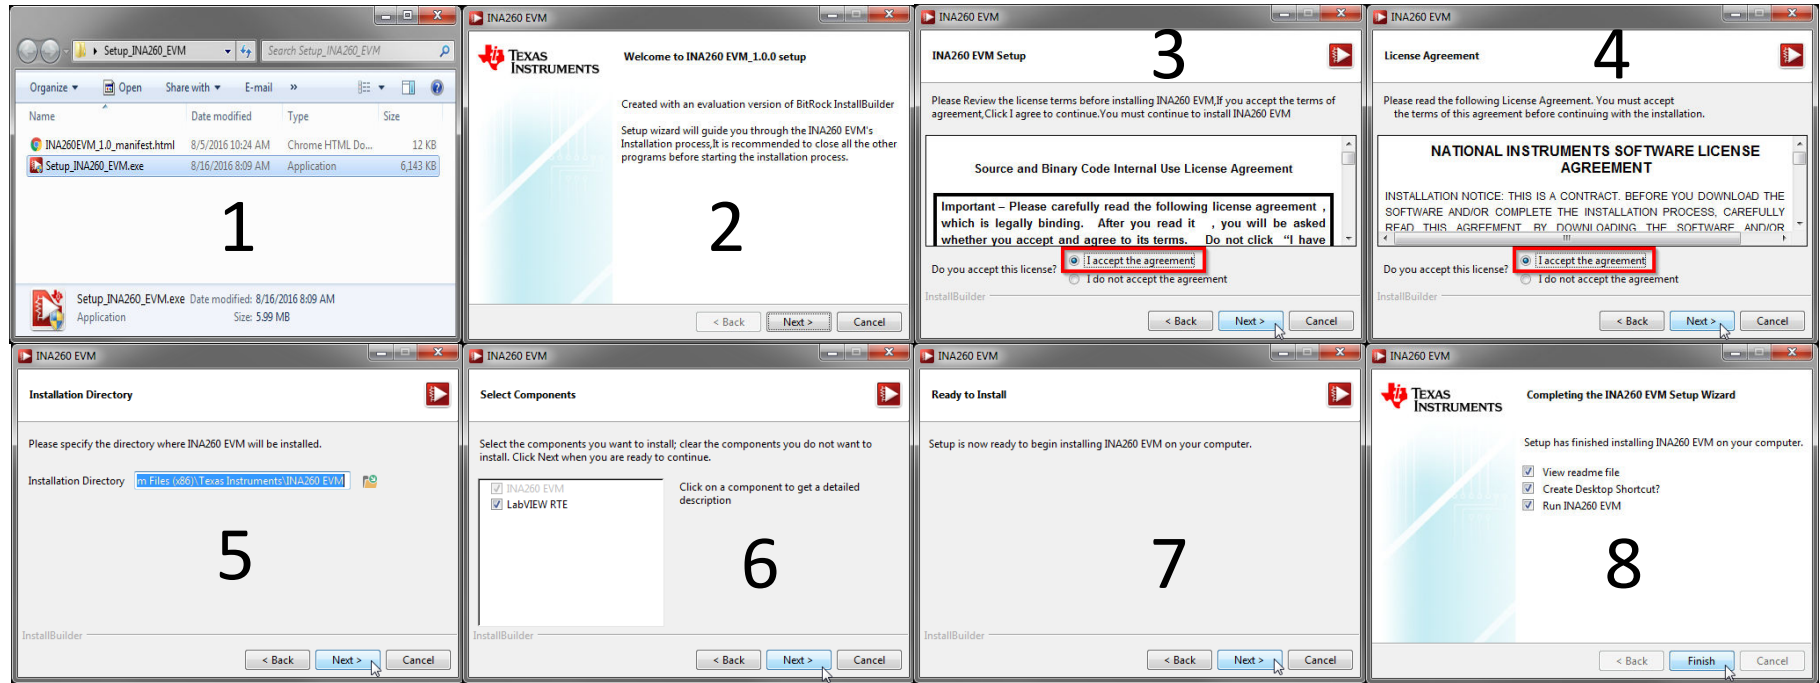 Setup_INA260_EVM
Search Setup_INA260_EVM
Organize
Open
Share with
E-mail
»
Name
Date modified
Type
Size
INA260EVM_1.0_manifest.html 8/5/2016 10:24 AM Chrome HTML Do... 12 KB
Setup_INA260_EVM.exe 8/16/2016 8:09 AM Application 6,143 KB
1
Setup_INA260_EVM.exe Date modified: 8/16/2016 8:09 AM
Application Size: 5.99 MB
INA260 EVM
TEXAS
INSTRUMENTS
Welcome to INA260 EVM_1.0.0 setup
Created with an evaluation version of BitRock InstallBuilder
Setup wizard will guide you through the INA260 EVM's
Installation process,It is recommended to close all the other
programs before starting the installation process.
2
< Back Next > Cancel
INA260 EVM
3
INA260 EVM Setup
Please Review the license terms before installing INA260 EVM,If you accept the terms of
agreement,Click I agree to continue.You must continue to install INA260 EVM
Source and Binary Code Internal Use License Agreement
Important – Please carefully read the following license agreement ,
which is legally binding. After you read it , you will be asked
whether you accept and agree to its terms. Do not click “I have
Do you accept this license?
I accept the agreement
I do not accept the agreement
InstallBuilder
< Back Next > Cancel
INA260 EVM
4
License Agreement
Please read the following License Agreement. You must accept
the terms of this agreement before continuing with the installation.
NATIONAL INSTRUMENTS SOFTWARE LICENSE
AGREEMENT
INSTALLATION NOTICE: THIS IS A CONTRACT. BEFORE YOU DOWNLOAD THE
SOFTWARE AND/OR COMPLETE THE INSTALLATION PROCESS, CAREFULLY
READ THIS AGREEMENT. BY DOWNLOADING THE SOFTWARE AND/OR
Do you accept this license?
I accept the agreement
I do not accept the agreement
InstallBuilder
< Back Next > Cancel
INA260 EVM
Installation Directory
Please specify the directory where INA260 EVM will be installed.
Installation Directory m Files (x86)\Texas Instruments\INA260 EVM
5
InstallBuilder
< Back Next > Cancel
INA260 EVM
Select Components
Select the components you want to install; clear the components you do not want to
install. Click Next when you are ready to continue.
INA260 EVM
LabVIEW RTE
Click on a component to get a detailed
description
6
InstallBuilder
< Back Next > Cancel
INA260 EVM
Ready to Install
Setup is now ready to begin installing INA260 EVM on your computer.
7
InstallBuilder
< Back Next > Cancel
INA260 EVM
TEXAS
INSTRUMENTS
Completing the INA260 EVM Setup Wizard
Setup has finished installing INA260 EVM on your computer.
View readme file
Create Desktop Shortcut?
Run INA260 EVM
8
< Back Finish Cancel